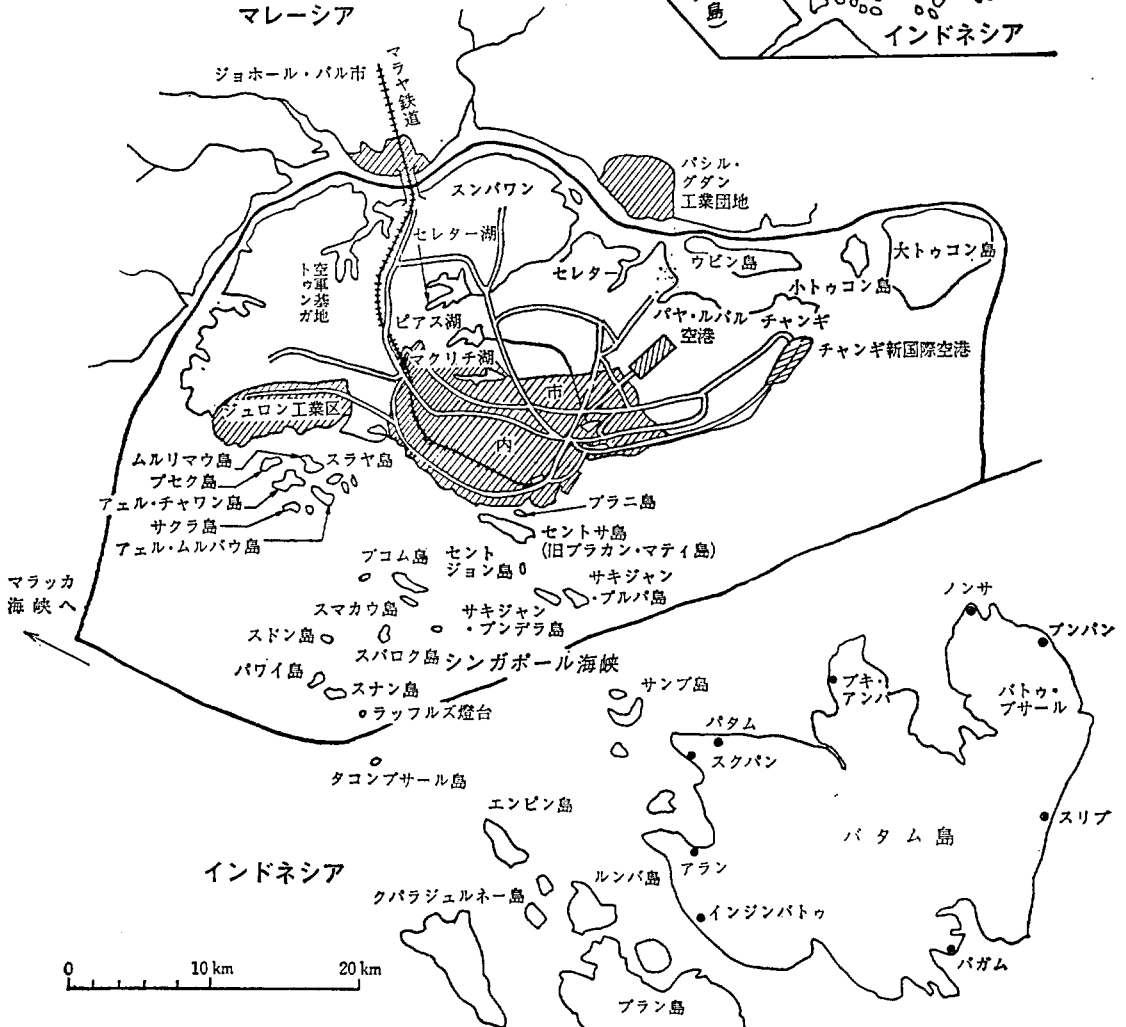 マレーシア
島)
インドネシア
ジョホール・バル市
マラヤ鉄道
パシル・
グダン
工業団地
スンバワン
セレター湖
セレター
ウビン島
大トゥコン島
小トゥコン島
空軍基地
トゥンガ
ピアス湖
パヤ・ルバル
空港
チャンギ
チャンギ新国際空港
マクリチ湖
市
内
ジュロン工業区
ムルリマウ島
スラヤ島
プセク島
アェル・チャワン島
サクラ島
アェル・ムルバウ島
ブラニ島
セントサ島
(旧ブラカン・マティ島)
ブコム島
セント
ジョン島
サキジャン
・プルパ島
マラッカ
海峡へ
スマカウ島
サキジャン
・ブンデラ島
スドン島
スバロク島
シンガポール海峡
パワイ島
スナン島
ラッフルズ燈台
サンブ島
ノンサ
ブンバン
ブキ・
アンバ
バトゥ・
ブサール
バタム
スクパン
タコンブサール島
エンピン島
スリブ
バタム島
インドネシア
アラン
ルンバ島
クパラジュルネー島
インジンバトゥ
バガム
ブラン島
0 10km 20km